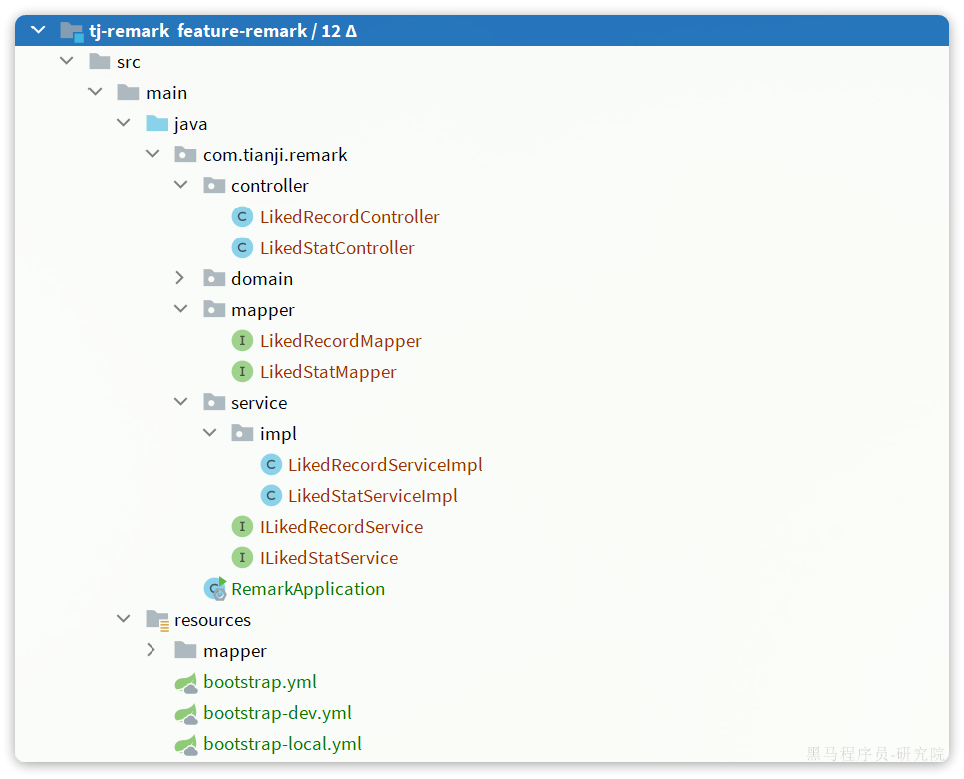 tj-remark feature-remark / 12 Δ
src
main
java
com.tianji.remark
controller
C LikedRecordController
C LikedStatController
domain
mapper
I LikedRecordMapper
I LikedStatMapper
service
impl
C LikedRecordServiceImpl
C LikedStatServiceImpl
I ILikedRecordService
I ILikedStatService
C RemarkApplication
resources
mapper
bootstrap.yml
bootstrap-dev.yml
bootstrap-local.yml
黑马程序员-研究院